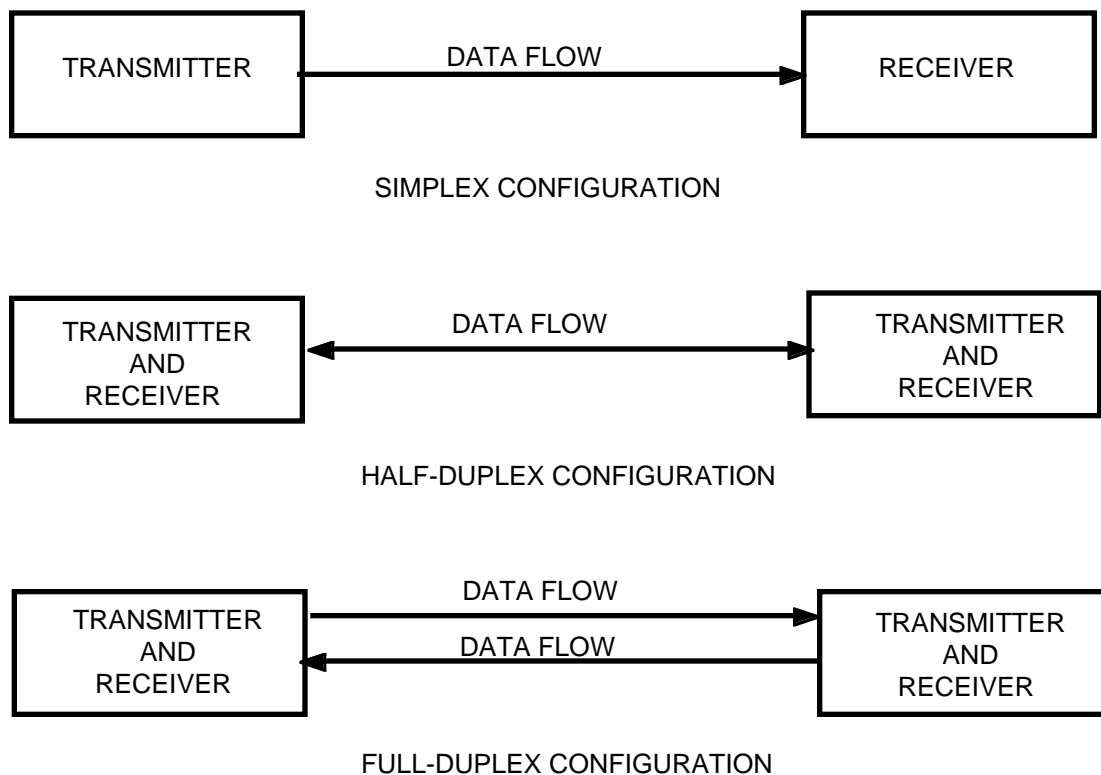 TRANSMITTER
DATA FLOW
RECEIVER
SIMPLEX CONFIGURATION
TRANSMITTER
AND
RECEIVER
DATA FLOW
TRANSMITTER
AND
RECEIVER
HALF-DUPLEX CONFIGURATION
TRANSMITTER
AND
RECEIVER
DATA FLOW
DATA FLOW
TRANSMITTER
AND
RECEIVER
FULL-DUPLEX CONFIGURATION